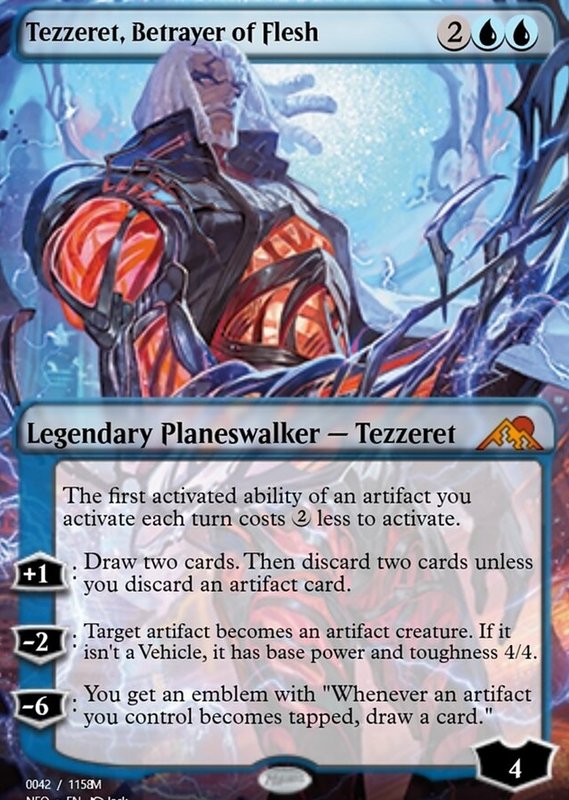 Tezzeret, Betrayer of Flesh 2
Legendary Planeswalker — Tezzeret
The first activated ability of an artifact you
activate each turn costs 2 less to activate.
+1 : Draw two cards. Then discard two cards unless
you discard an artifact card.
-2 : Target artifact becomes an artifact creature. If it
isn't a Vehicle, it has base power and toughness 4/4.
-6 : You get an emblem with "Whenever an artifact
you control becomes tapped, draw a card."
4
0042 / 1158M